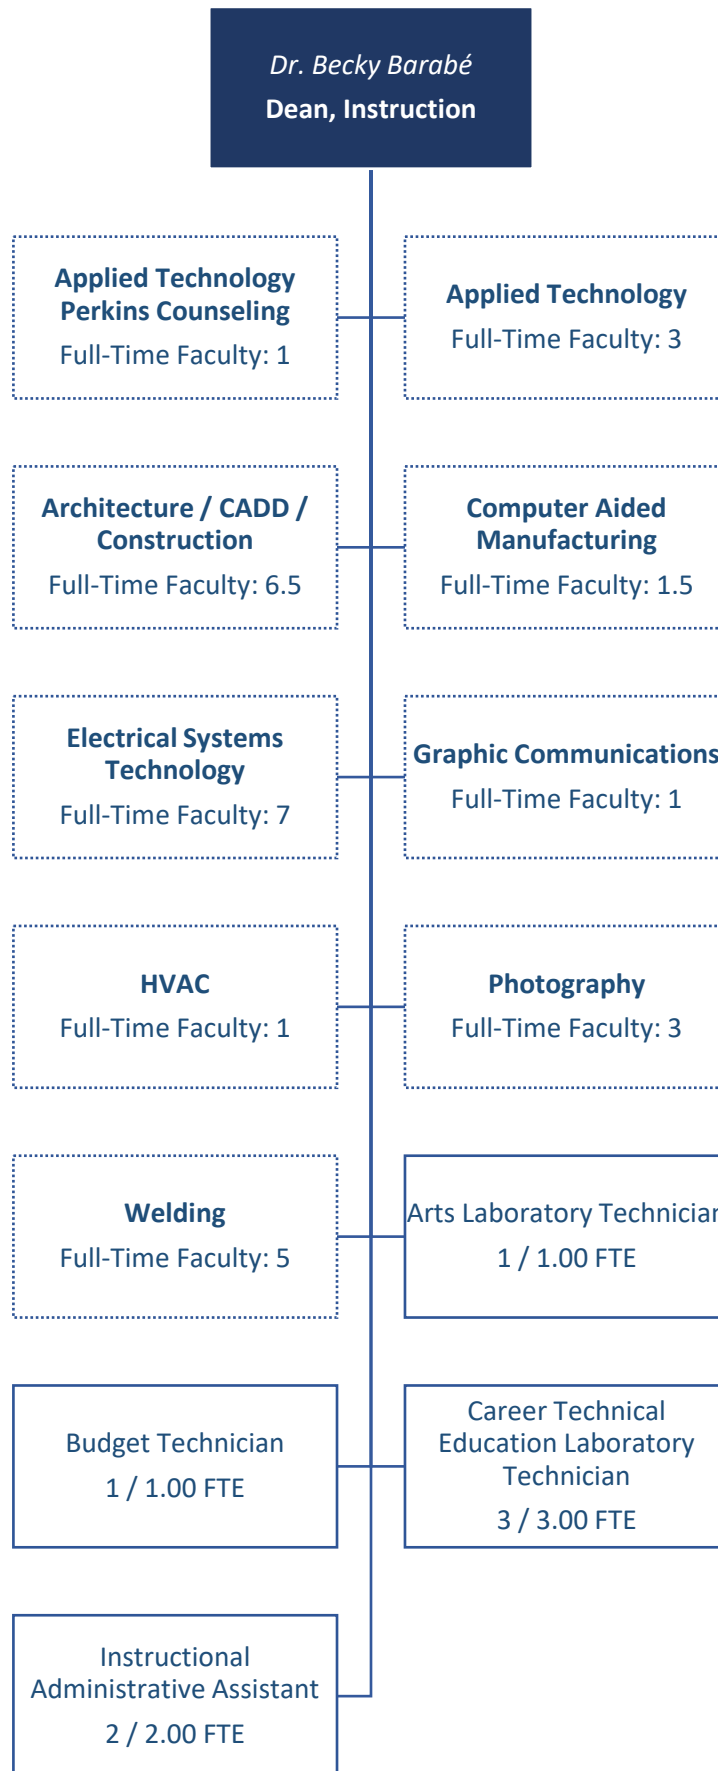 Dr. Becky Barabé
Dean, Instruction
Applied Technology
Perkins Counseling
Full-Time Faculty: 1
Applied Technology
Full-Time Faculty: 3
Architecture / CADD /
Construction
Full-Time Faculty: 6.5
Computer Aided
Manufacturing
Full-Time Faculty: 1.5
Electrical Systems
Technology
Full-Time Faculty: 7
Graphic Communications
Full-Time Faculty: 1
HVAC
Full-Time Faculty: 1
Photography
Full-Time Faculty: 3
Welding
Full-Time Faculty: 5
Arts Laboratory Technician
1 / 1.00 FTE
Budget Technician
1 / 1.00 FTE
Career Technical
Education Laboratory
Technician
3 / 3.00 FTE
Instructional
Administrative Assistant
2 / 2.00 FTE